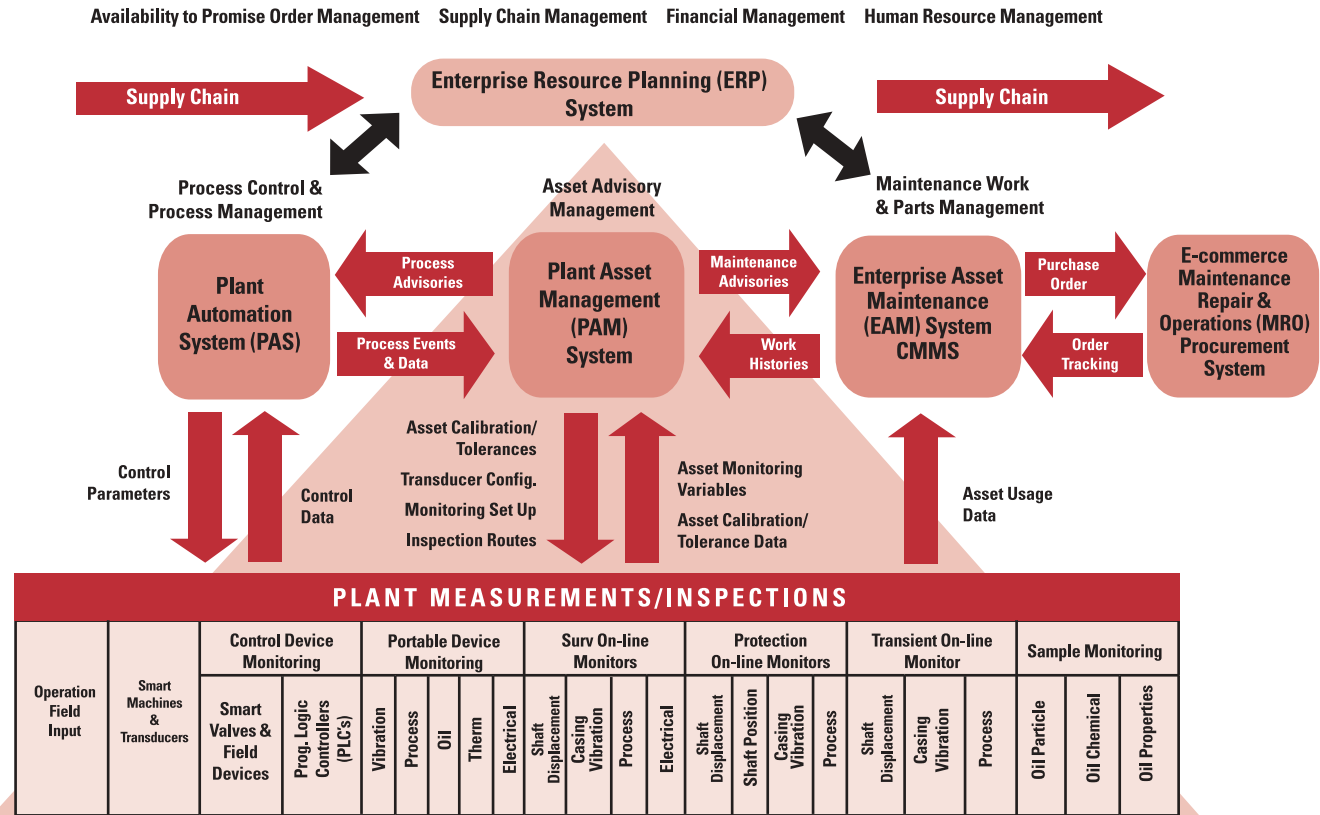 Availability to Promise Order Management Supply Chain Management Financial Management Human Resource Management
Supply Chain
Enterprise Resource Planning (ERP)
System
Supply Chain
Process Control &
Process Management
Asset Advisory
Management
Maintenance Work
& Parts Management
Plant
Automation
System (PAS)
Process
Advisories
Process Events
& Data
Plant Asset
Management
(PAM)
System
Maintenance
Advisories
Work
Histories
Enterprise Asset
Maintenance
(EAM) System
CMMS
Purchase
Order
Order
Tracking
E-commerce
Maintenance
Repair &
Operations (MRO)
Procurement
System
Control
Parameters
Control
Data
Asset Calibration/
Tolerances
Transducer Config.
Monitoring Set Up
Inspection Routes
Asset Monitoring
Variables
Asset Calibration/
Tolerance Data
Asset Usage
Data
PLANT MEASUREMENTS/INSPECTIONS
Operation
Field
Input
Smart
Machines
&
Transducers
Control Device
Monitoring
Smart
Valves &
Field
Devices
Prog. Logic
Controllers
(PLC's)
Portable Device
Monitoring
Vibration
Process
Oil
Therm
Electrical
Surv On-line
Monitors
Shaft
Displacement
Casing
Vibration
Process
Electrical
Protection
On-line Monitors
Shaft
Displacement
Shaft Position
Casing
Vibration
Process
Transient On-line
Monitor
Shaft
Displacement
Casing
Vibration
Process
Sample Monitoring
Oil Particle
Oil Chemical
Oil Properties